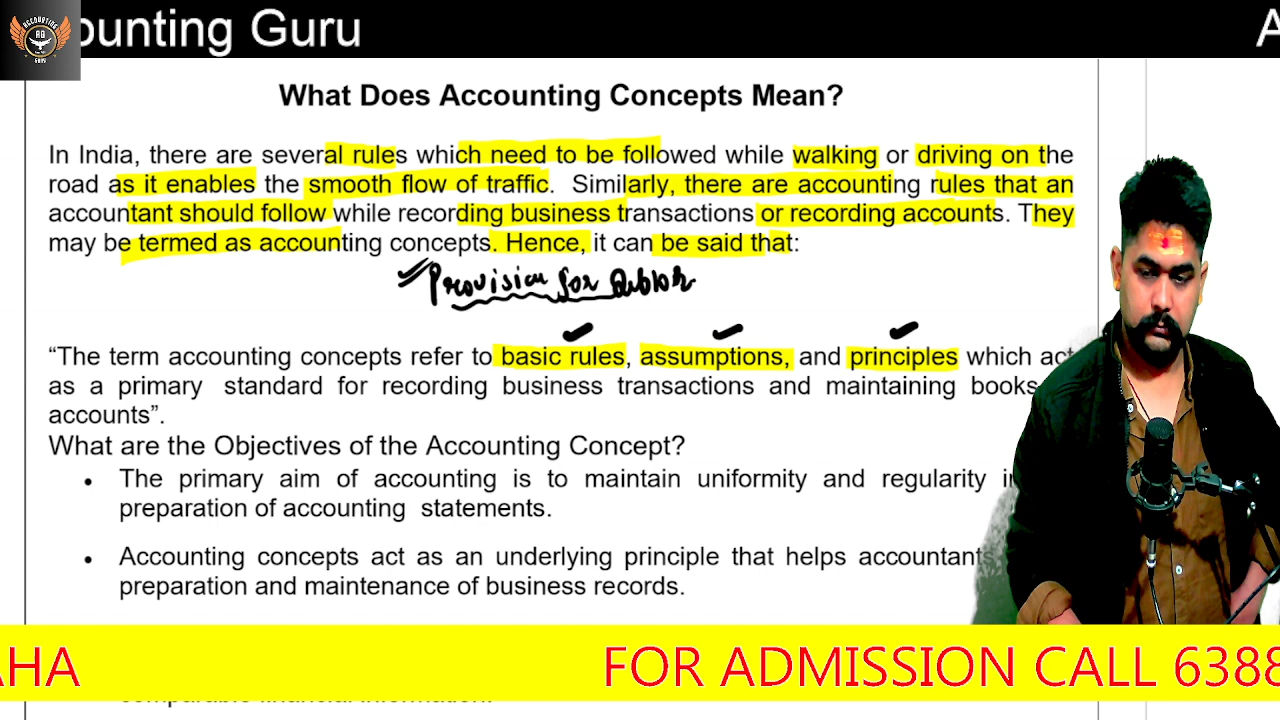 ounting Guru
A
ACCOUNTING
AG
GURU
What Does Accounting Concepts Mean?
In India, there are several rules which need to be followed while walking or driving on the
road as it enables the smooth flow of traffic. Similarly, there are accounting rules that an
accountant should follow while recording business transactions or recording accounts. They
may be termed as accounting concepts. Hence, it can be said that:
Provision for
“The term accounting concepts refer to basic rules, assumptions, and principles which act
as a primary standard for recording business transactions and maintaining books
accounts”.
What are the Objectives of the Accounting Concept?
• The primary aim of accounting is to maintain uniformity and regularity i
preparation of accounting statements.
• Accounting concepts act as an underlying principle that helps accountants
preparation and maintenance of business records.
AHA
FOR ADMISSION CALL 6388
comparable financial information.